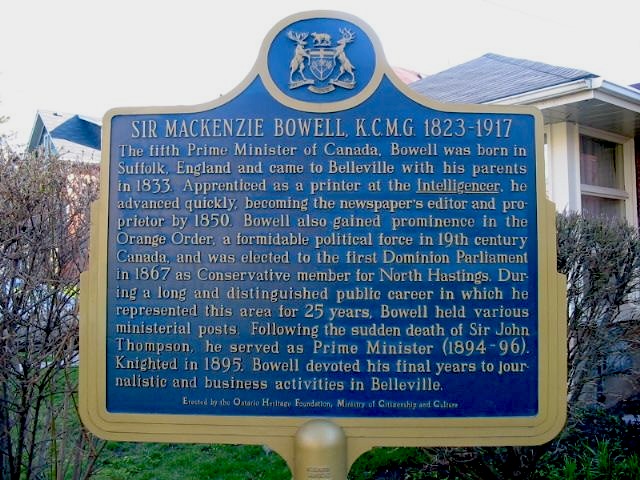 SIR MACKENZIE BOWELL, K.C.M.G. 1823-1917
The fifth Prime Minister of Canada, Bowell was born in
Suffolk, England and came to Belleville with his parents
in 1833. Apprenticed as a printer at the Intelligencer, he
advanced quickly, becoming the newspaper's editor and pro-
prietor by 1850. Bowell also gained prominence in the
Orange Order, a formidable political force in 19th century
Canada, and was elected to the first Dominion Parliament
in 1867 as Conservative member for North Hastings. Dur-
ing a long and distinguished public career in which he
represented this area for 25 years, Bowell held various
ministerial posts. Following the sudden death of Sir John
Thompson, he served as Prime Minister (1894-96).
Knighted in 1895, Bowell devoted his final years to jour-
nalistic and business activities in Belleville.
Erected by the Ontario Heritage Foundation, Ministry of Citizenship and Culture